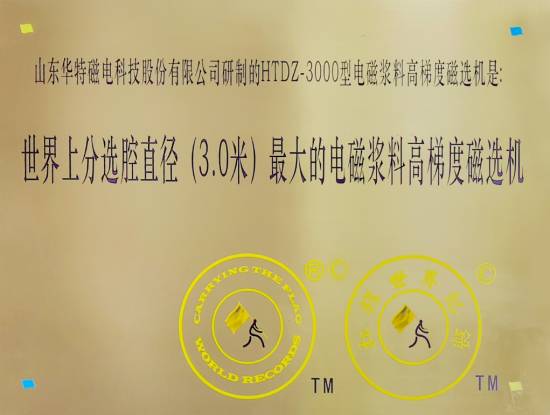 山东华特磁电科技股份有限公司研制的HTDZ-3000型电磁浆料高梯度磁选机是:
世界上分选腔直径(3.0米)最大的电磁浆料高梯度磁选机
® © ©
CARRYING THE FLAG
WORLD RECORDS
世界纪
TM TM